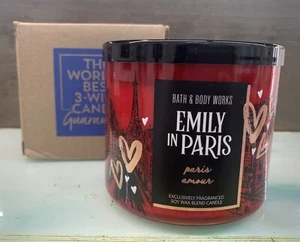 THE
WORLD'S
BEST
3-WICK
CANDLE
Guaranteed
BATH & BODY WORKS
EMILY
IN PARIS
paris
amour
EXCLUSIVELY FRAGRANCED
SOY WAX BLEND CANDLE